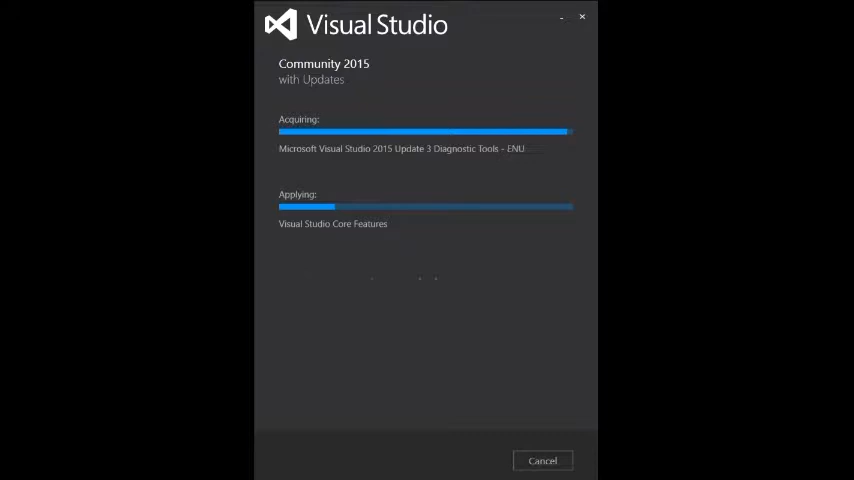 Visual Studio
Community 2015
with Updates
Acquiring:
Microsoft Visual Studio 2015 Update 3 Diagnostic Tools - ENU
Applying:
Visual Studio Core Features
Cancel